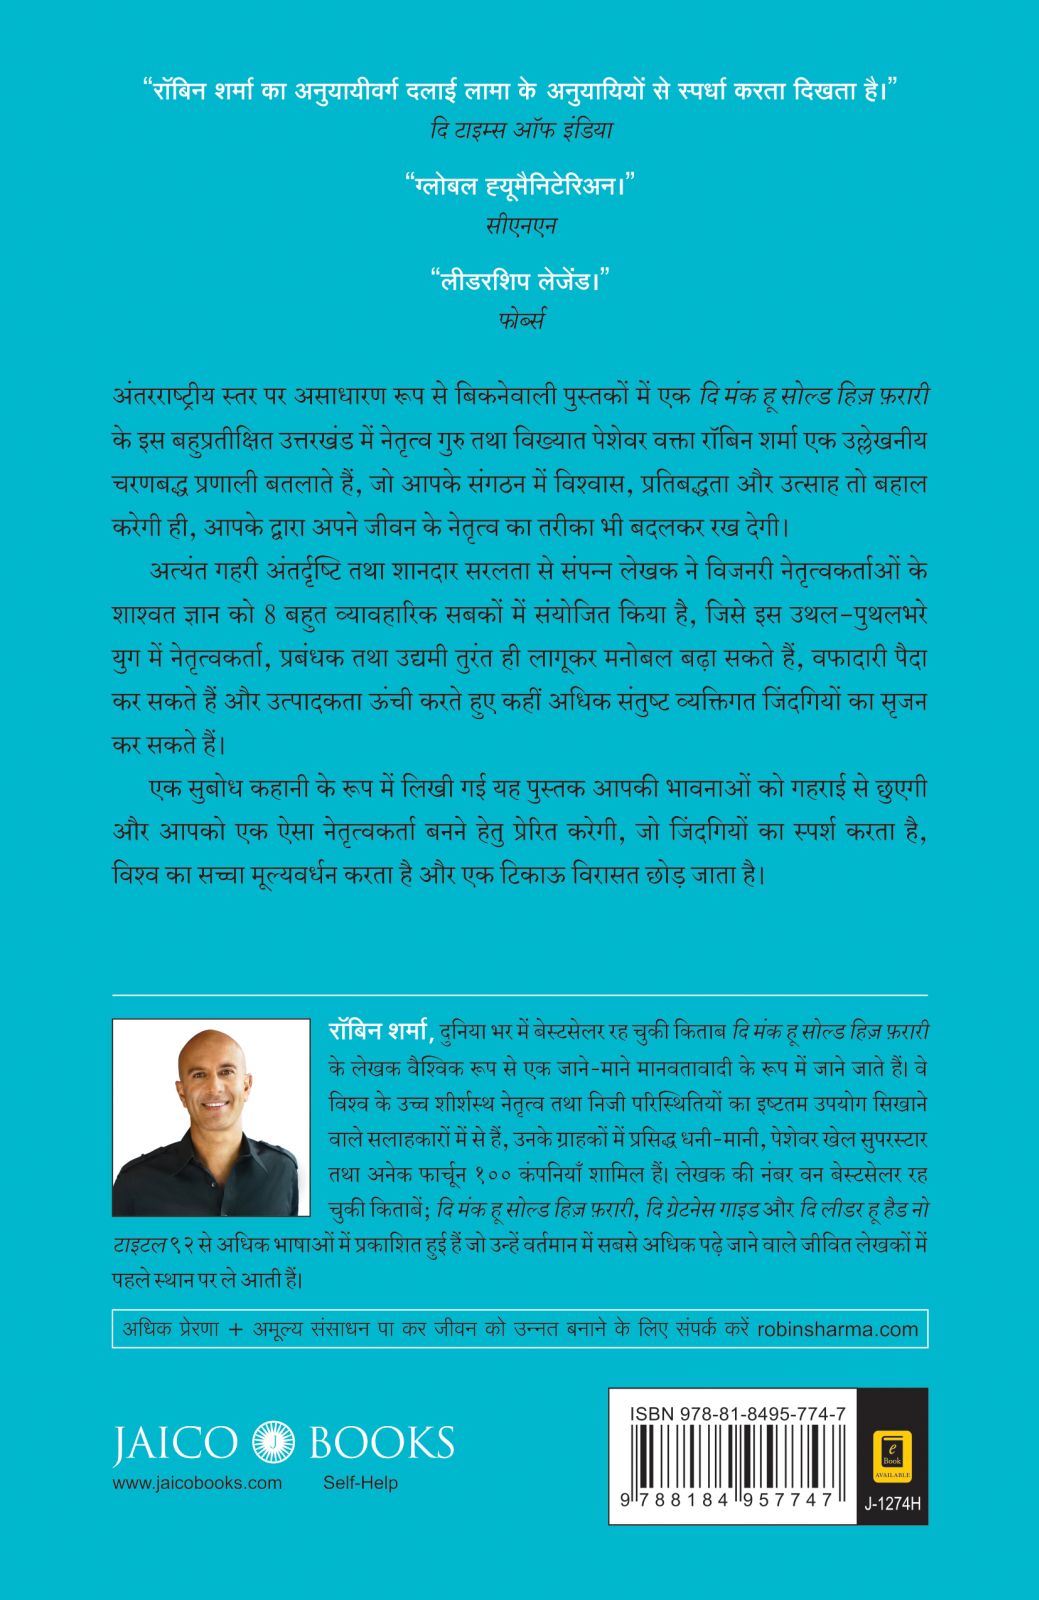 “रॉबिन शर्मा का अनुयायीवर्ग दलाई लामा के अनुयायियों से स्पर्धा करता दिखता है।”
दि टाइम्स ऑफ इंडिया
“ग्लोबल ह्यूमैनिटेरिअन।”
सीएनएन
“लीडरशिप लेजेंड।”
फोर्ब्स
अंतरराष्ट्रीय स्तर पर असाधारण रूप से बिकनेवाली पुस्तकों में एक दि मंक हू सोल्ड हिज़ फ़रारी
के इस बहुप्रतीक्षित उत्तरखंड में नेतृत्व गुरु तथा विख्यात पेशेवर वक्ता रॉबिन शर्मा एक उल्लेखनीय
चरणबद्ध प्रणाली बतलाते हैं, जो आपके संगठन में विश्वास, प्रतिबद्धता और उत्साह तो बहाल
करेगी ही, आपके द्वारा अपने जीवन के नेतृत्व का तरीका भी बदलकर रख देगी।
अत्यंत गहरी अंतर्दृष्टि तथा शानदार सरलता से संपन्न लेखक ने विजनरी नेतृत्वकर्ताओं के
शाश्वत ज्ञान को 8 बहुत व्यावहारिक सबकों में संयोजित किया है, जिसे इस उथल-पुथलभरे
युग में नेतृत्वकर्ता, प्रबंधक तथा उद्यमी तुरंत ही लागूकर मनोबल बढ़ा सकते हैं, वफादारी पैदा
कर सकते हैं और उत्पादकता ऊंची करते हुए कहीं अधिक संतुष्ट व्यक्तिगत जिंदगियों का सृजन
कर सकते हैं।
एक सुबोध कहानी के रूप में लिखी गई यह पुस्तक आपकी भावनाओं को गहराई से छुएगी
और आपको एक ऐसा नेतृत्वकर्ता बनने हेतु प्रेरित करेगी, जो जिंदगियों का स्पर्श करता है,
विश्व का सच्चा मूल्यवर्धन करता है और एक टिकाऊ विरासत छोड़ जाता है।
रॉबिन शर्मा, दुनिया भर में बेस्टसेलर रह चुकी किताब दि मंक हू सोल्ड हिज़ फ़रारी
के लेखक वैश्विक रूप से एक जाने-माने मानवतावादी के रूप में जाने जाते हैं। वे
विश्व के उच्च शीर्शस्थ नेतृत्व तथा निजी परिस्थितियों का इष्टतम उपयोग सिखाने
वाले सलाहकारों में से हैं, उनके ग्राहकों में प्रसिद्ध धनी-मानी, पेशेवर खेल सुपरस्टार
तथा अनेक फार्चून १०० कंपनियाँ शामिल हैं। लेखक की नंबर वन बेस्टसेलर रह
चुकी किताबें; दि मंक हू सोल्ड हिज़ फ़रारी, दि ग्रेटनेस गाइड और दि लीडर हू हैड नो
टाइटल ९२ से अधिक भाषाओं में प्रकाशित हुई हैं जो उन्हें वर्तमान में सबसे अधिक पढ़े जाने वाले जीवित लेखकों में
पहले स्थान पर ले आती हैं।
अधिक प्रेरणा + अमूल्य संसाधन पा कर जीवन को उन्नत बनाने के लिए संपर्क करें robinsharma.com
JAICO J BOOKS
www.jaicobooks.com Self-Help
ISBN 978-81-8495-774-7
9 788184 957747
e
Book
AVAILABLE
J-1274H